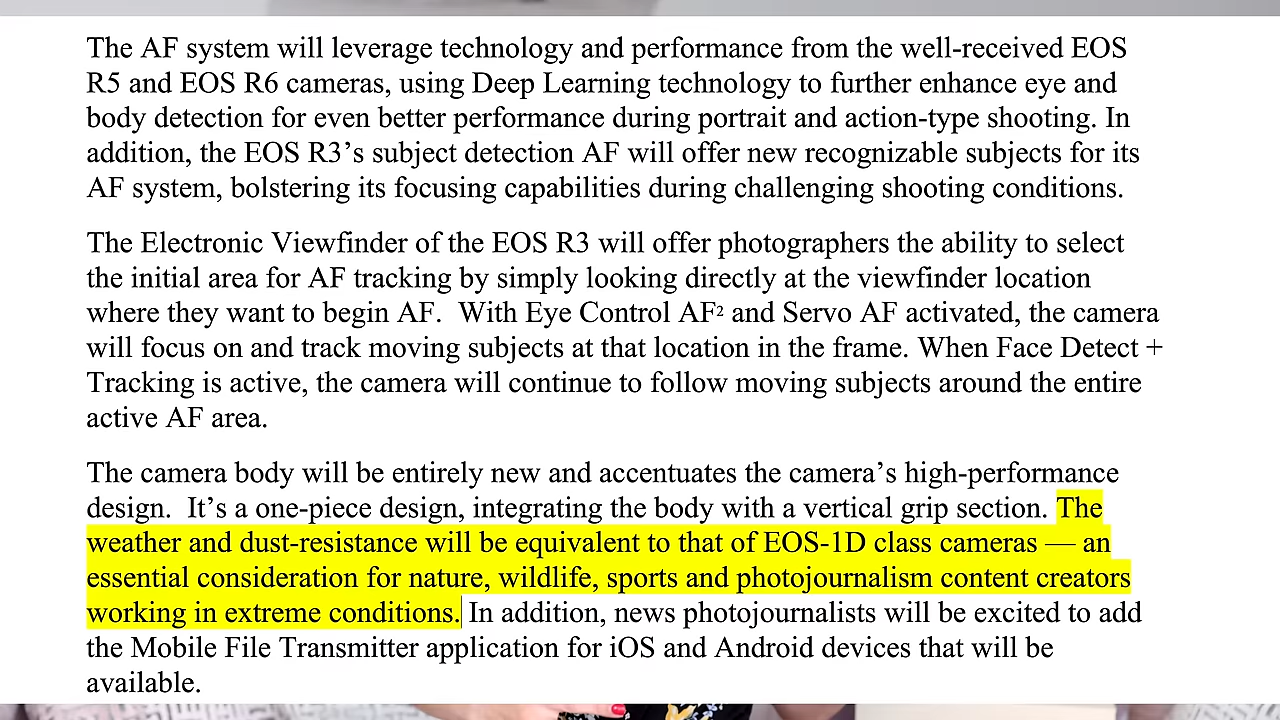 The AF system will leverage technology and performance from the well-received EOS
R5 and EOS R6 cameras, using Deep Learning technology to further enhance eye and
body detection for even better performance during portrait and action-type shooting. In
addition, the EOS R3’s subject detection AF will offer new recognizable subjects for its
AF system, bolstering its focusing capabilities during challenging shooting conditions.
The Electronic Viewfinder of the EOS R3 will offer photographers the ability to select
the initial area for AF tracking by simply looking directly at the viewfinder location
where they want to begin AF.  With Eye Control AF² and Servo AF activated, the camera
will focus on and track moving subjects at that location in the frame. When Face Detect +
Tracking is active, the camera will continue to follow moving subjects around the entire
active AF area.
The camera body will be entirely new and accentuates the camera’s high-performance
design.  It’s a one-piece design, integrating the body with a vertical grip section. The
weather and dust-resistance will be equivalent to that of EOS-1D class cameras — an
essential consideration for nature, wildlife, sports and photojournalism content creators
working in extreme conditions. In addition, news photojournalists will be excited to add
the Mobile File Transmitter application for iOS and Android devices that will be
available.